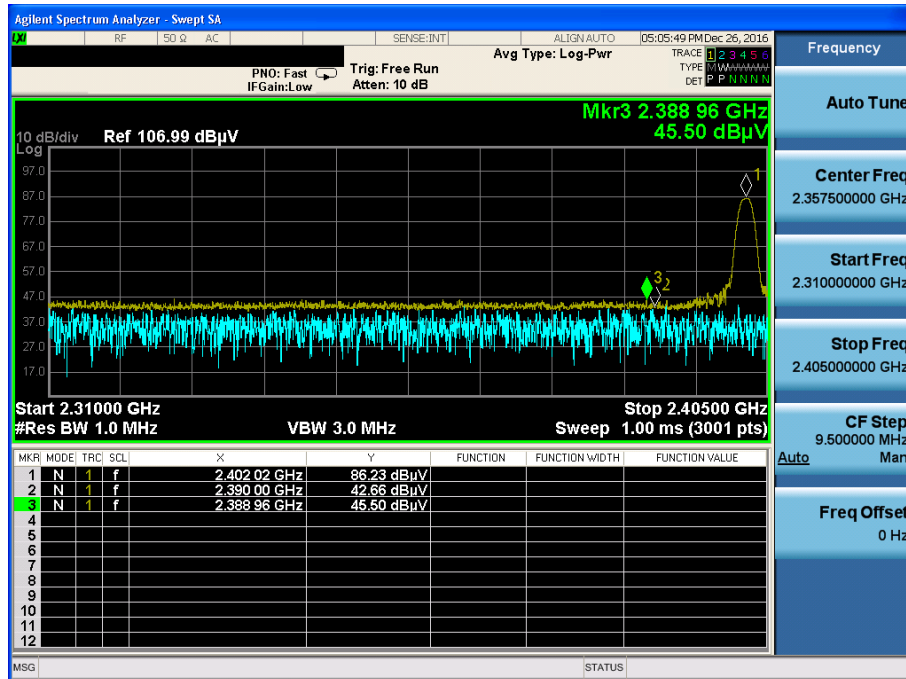 Agilent Spectrum Analyzer - Swept SA
LXI RF 50 Ω AC SENSE:INT ALIGN AUTO 05:05:49 PM Dec 26, 2016
Frequency
Avg Type: Log-Pwr TRACE 1 2 3 4 5 6
PNO: Fast Trig: Free Run TYPE M W W W W W
IFGain:Low Atten: 10 dB DET P P N N N N
Auto Tune
Mkr3 2.388 96 GHz
10 dB/div Ref 106.99 dBµV 45.50 dBµV
Log
97.0
87.0
77.0
67.0
57.0
47.0
37.0
27.0
17.0
1
3 2
Center Freq
2.357500000 GHz
Start Freq
2.310000000 GHz
Stop Freq
2.405000000 GHz
Start 2.31000 GHz Stop 2.40500 GHz
#Res BW 1.0 MHz VBW 3.0 MHz Sweep 1.00 ms (3001 pts)
CF Step
9.500000 MHz
Auto Man
MKR MODE TRC SCL X Y FUNCTION FUNCTION WIDTH FUNCTION VALUE
1 N 1 f 2.402 02 GHz 86.23 dBµV
2 N 1 f 2.390 00 GHz 42.66 dBµV
3 N 1 f 2.388 96 GHz 45.50 dBµV
4
5
6
7
8
9
10
11
12
Freq Offset
0 Hz
MSG STATUS